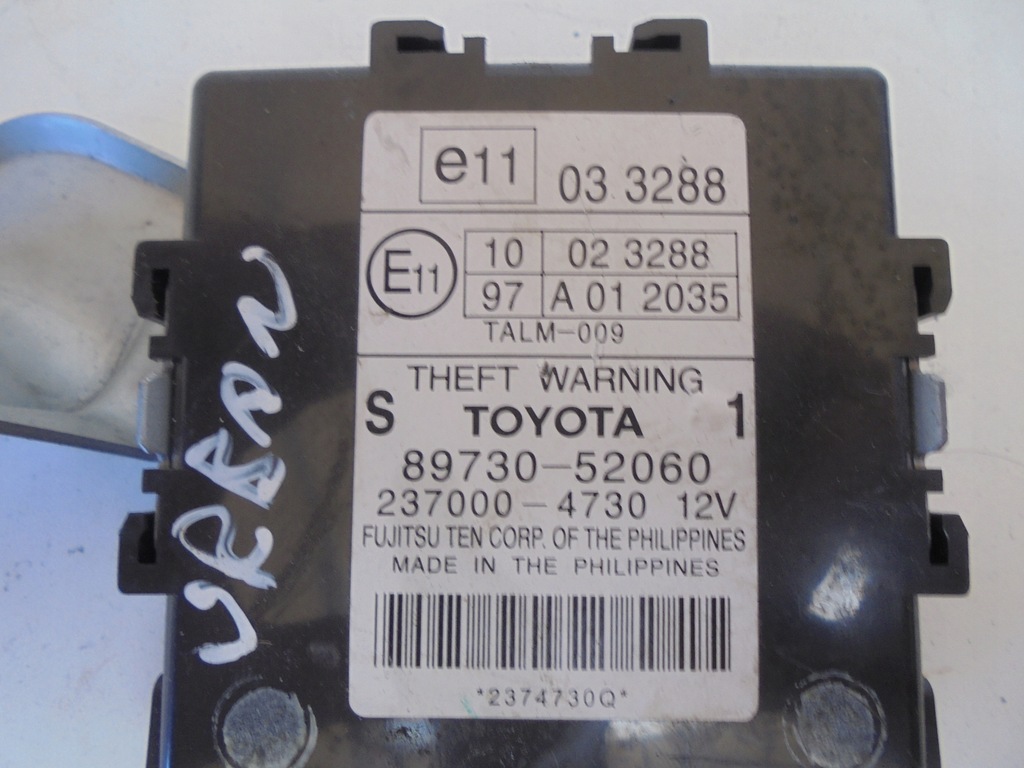 e11 03 3288
E11 10 02 3288
97 A 01 2035
TALM-009
THEFT WARNING
S TOYOTA 1
89730-52060
237000-4730 12V
FUJITSU TEN CORP. OF THE PHILIPPINES
MADE IN THE PHILIPPINES
*2374730Q*
URBAN